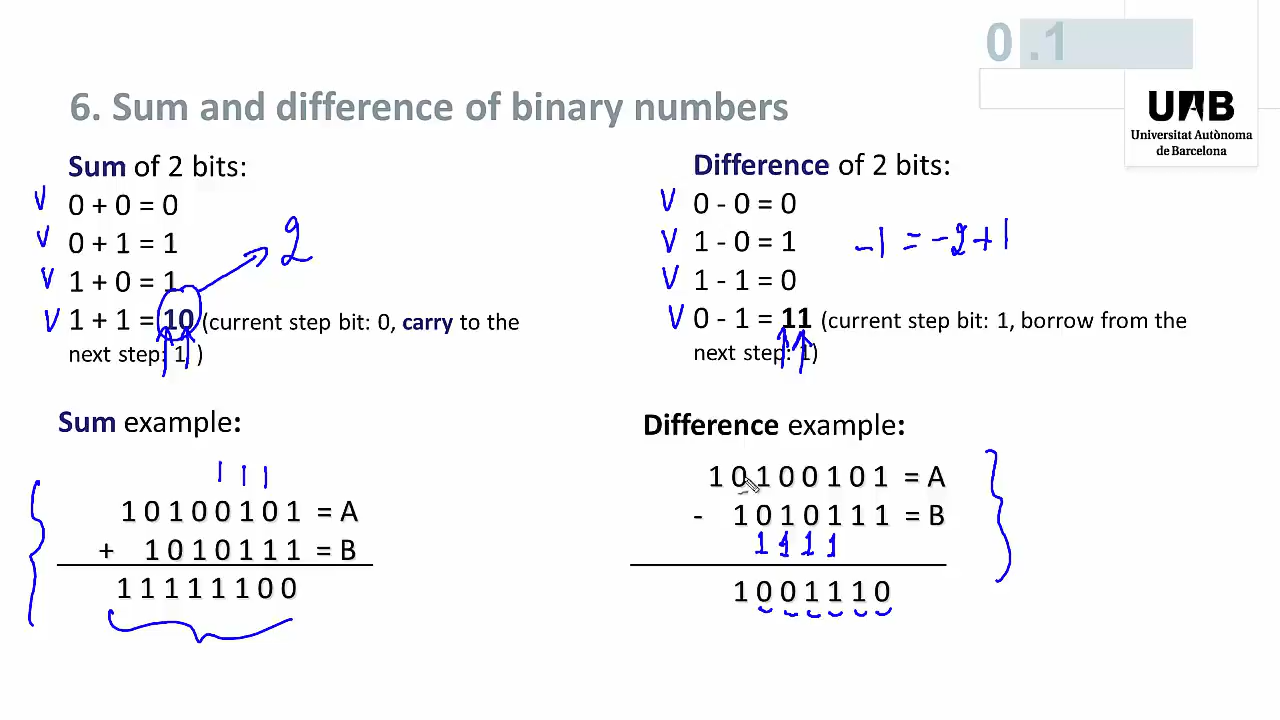 0 .1
UAB
Universitat Autònoma
de Barcelona
6. Sum and difference of binary numbers
Sum of 2 bits:
V 0 + 0 = 0
V 0 + 1 = 1
V 1 + 0 = 1
V 1 + 1 = 10 (current step bit: 0, carry to the
next step: 1 )
2
Difference of 2 bits:
V 0 - 0 = 0
V 1 - 0 = 1
V 1 - 1 = 0
V 0 - 1 = 11 (current step bit: 1, borrow from the
next step: 1)
-1 = -2 + 1
Sum example:
1 1 1
1 0 1 0 0 1 0 1 = A
+ 1 0 1 0 1 1 1 = B
1 1 1 1 1 1 0 0
Difference example:
1 0 1 0 0 1 0 1 = A
- 1 0 1 0 1 1 1 = B
1 1 1 1
1 0 0 1 1 1 0